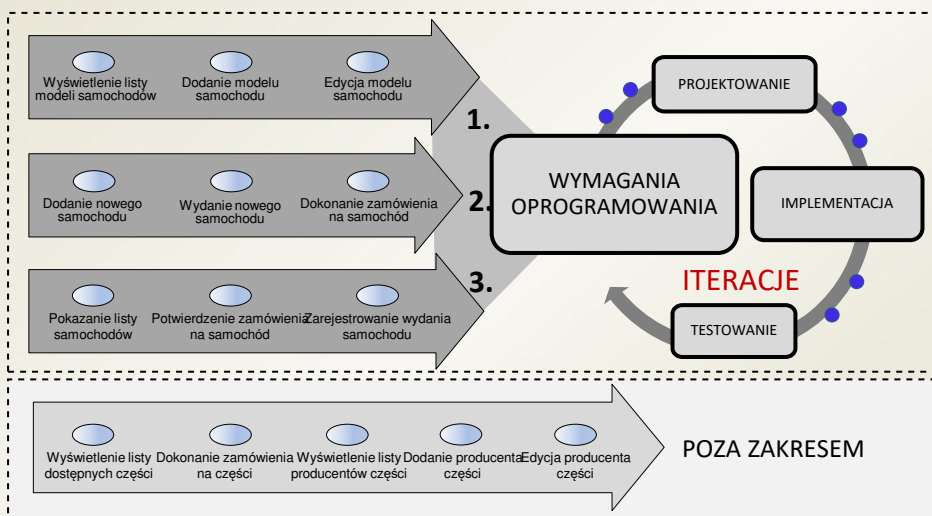 Wyświetlenie listy
modeli samochodów
Dodanie modelu
samochodu
Edycja modelu
samochodu
1.
Dodanie nowego
samochodu
Wydanie nowego
samochodu
Dokonanie zamówienia
na samochód
2.
Pokazanie listy
samochodów
Potwierdzenie zamówienia
na samochód
Zarejestrowanie wydania
samochodu
3.
WYMAGANIA
OPROGRAMOWANIA
PROJEKTOWANIE
IMPLEMENTACJA
ITERACJE
TESTOWANIE
Wyświetlenie listy
dostępnych części
Dokonanie zamówienia
na części
Wyświetlenie listy
producentów części
Dodanie producenta
części
Edycja producenta
części
POZA ZAKRESEM